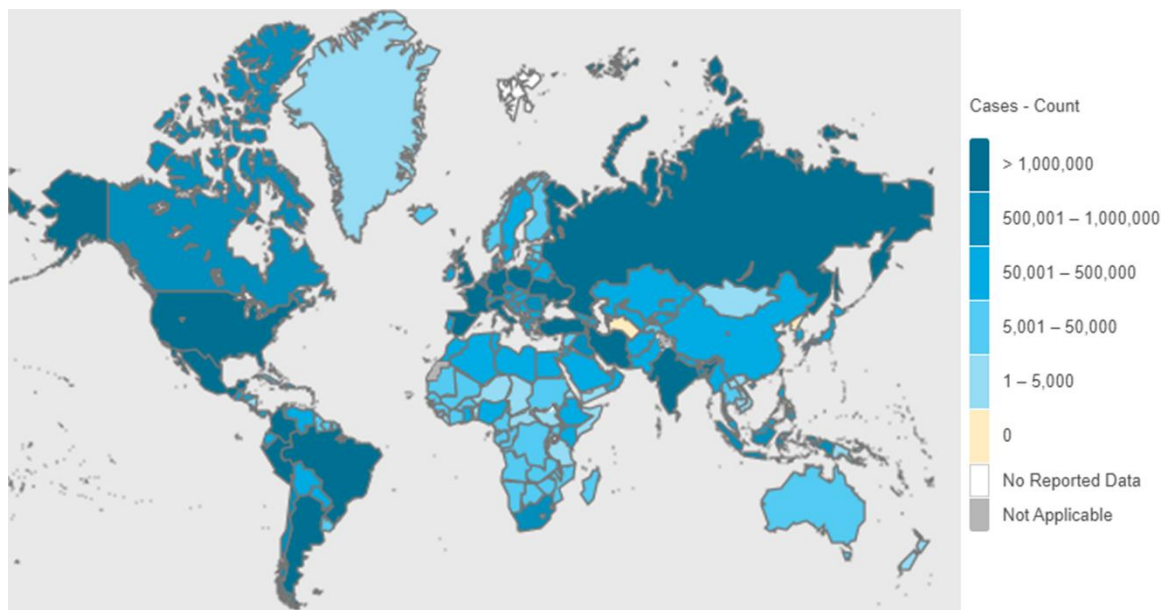 Cases - Count
> 1,000,000
500,001 – 1,000,000
50,001 – 500,000
5,001 – 50,000
1 – 5,000
0
No Reported Data
Not Applicable